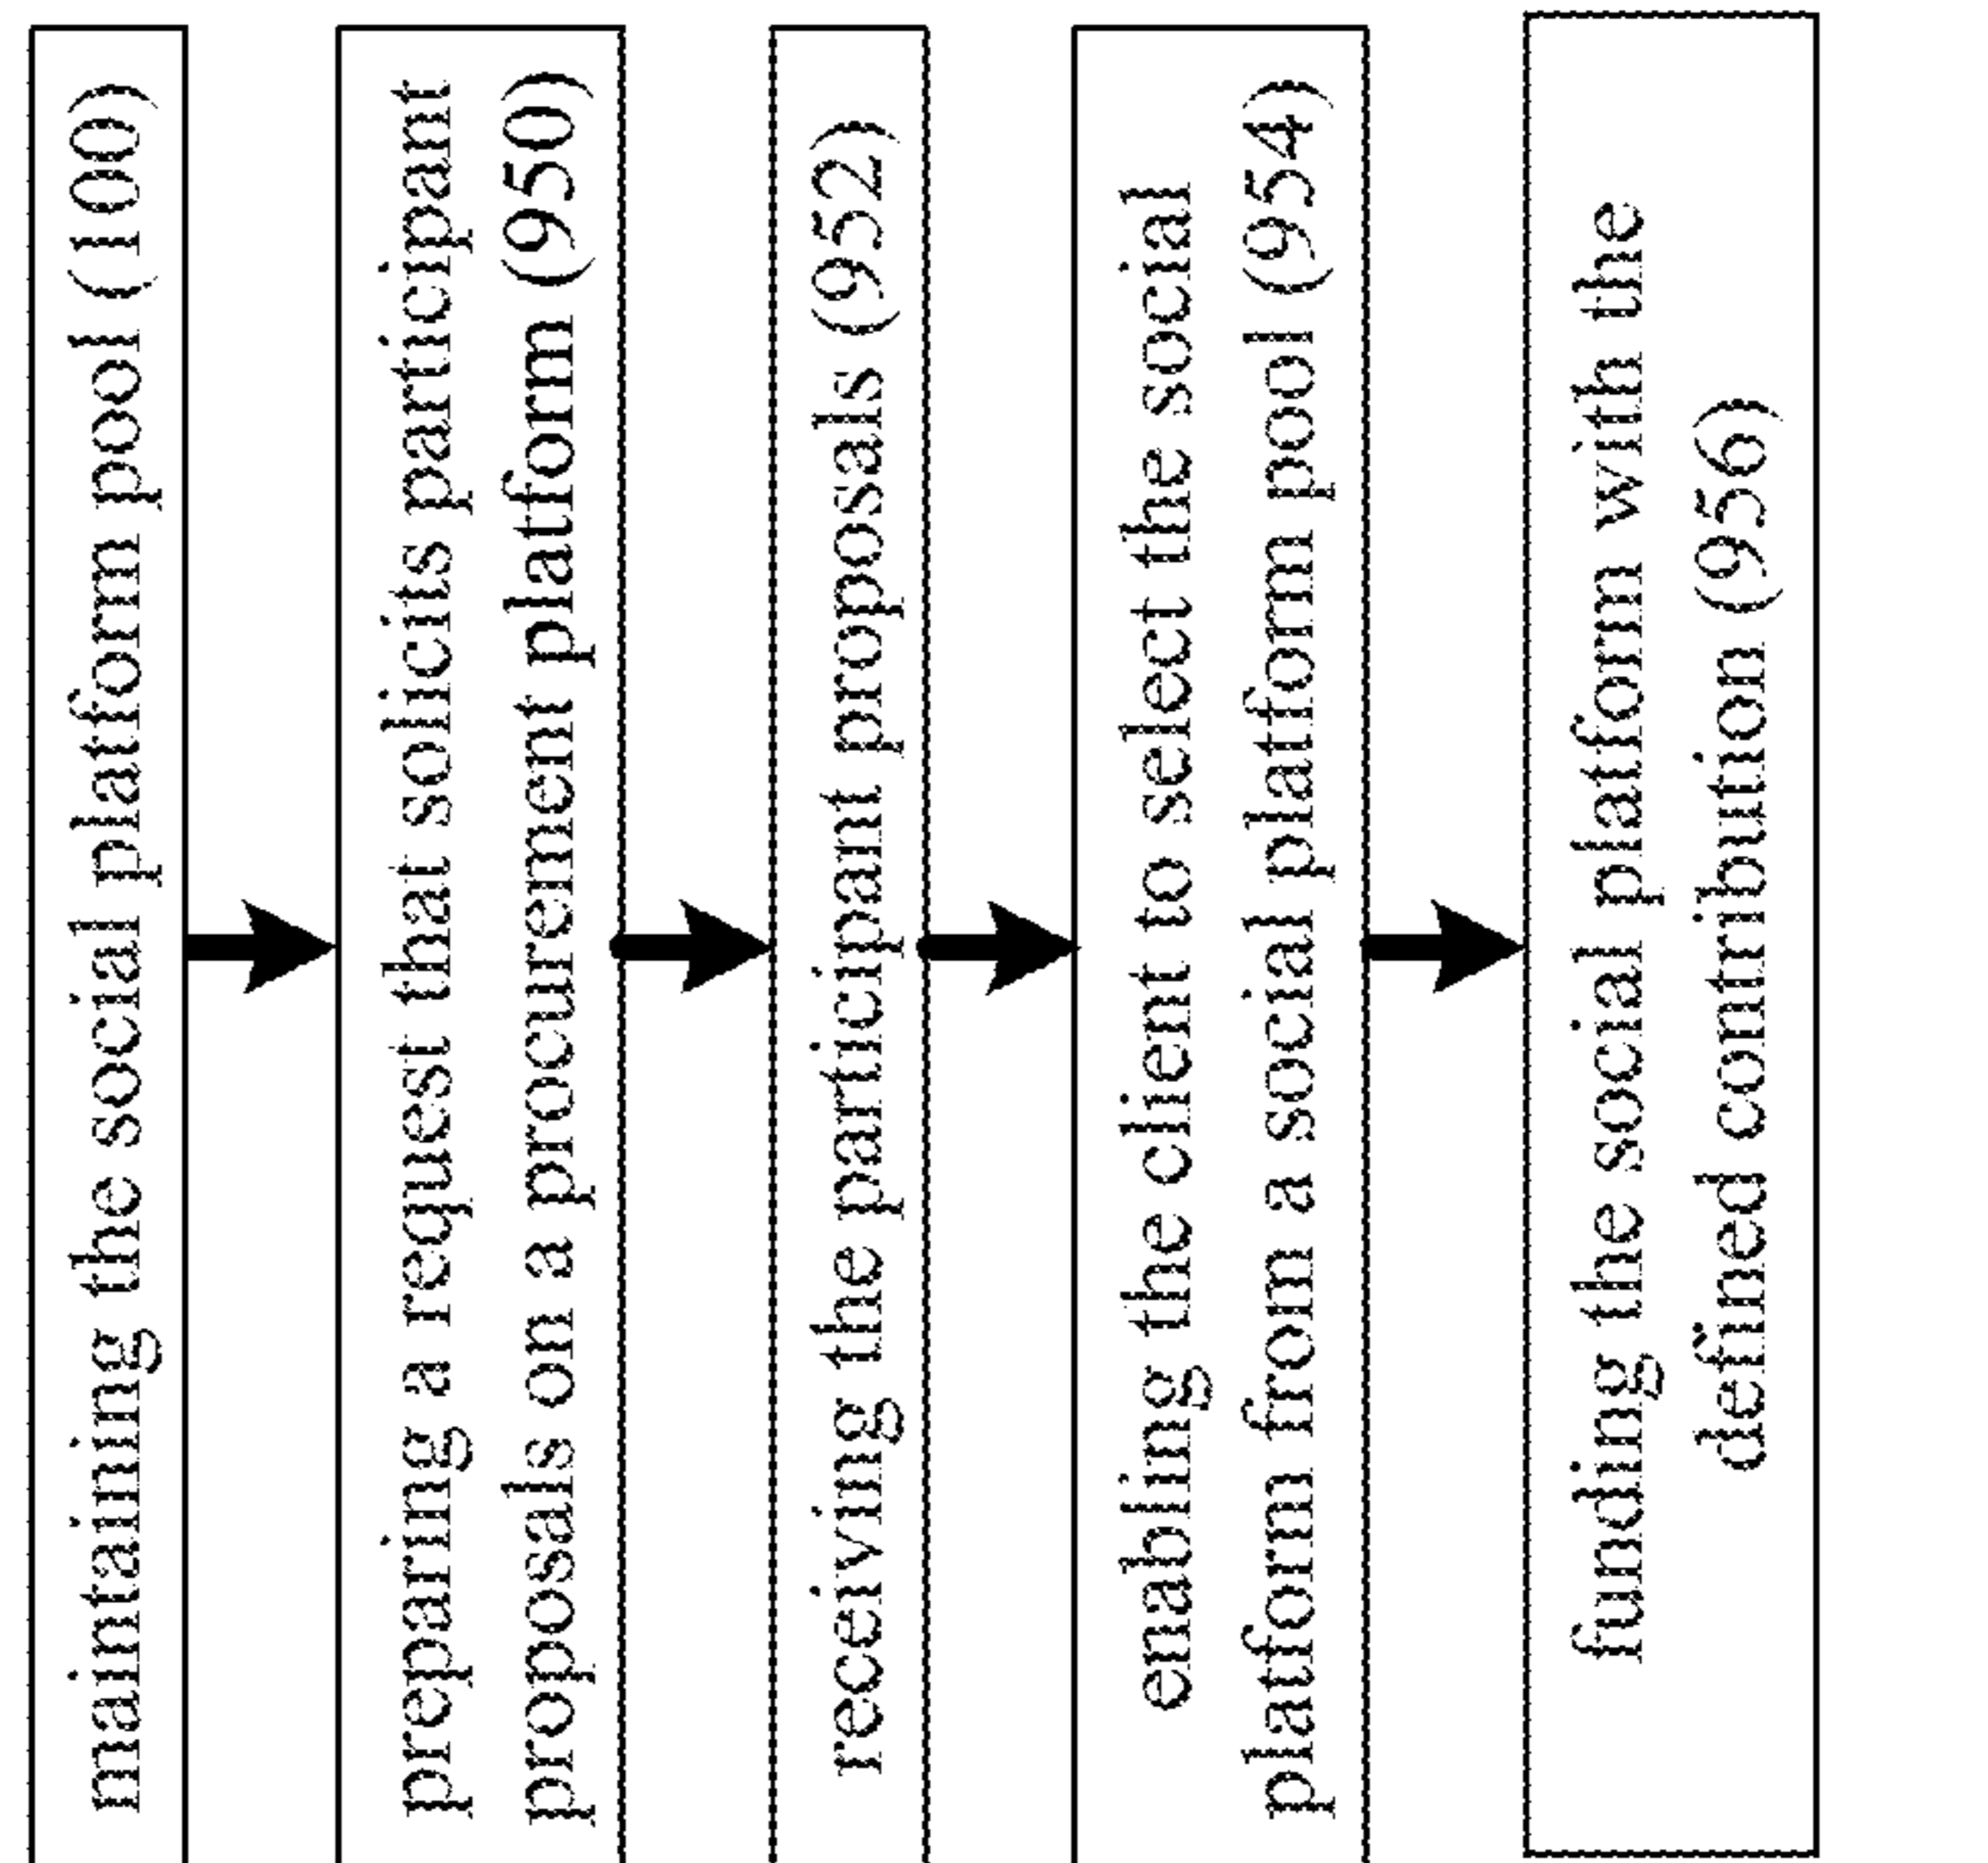 maintaining the social platform pool (100)
preparing a request that solicits participant
proposals on a procurement platform (950)
receiving the participant proposals (952)
enabling the client to select the social
platform from a social platform pool (954)
funding the social platform with the
defined contribution (956)